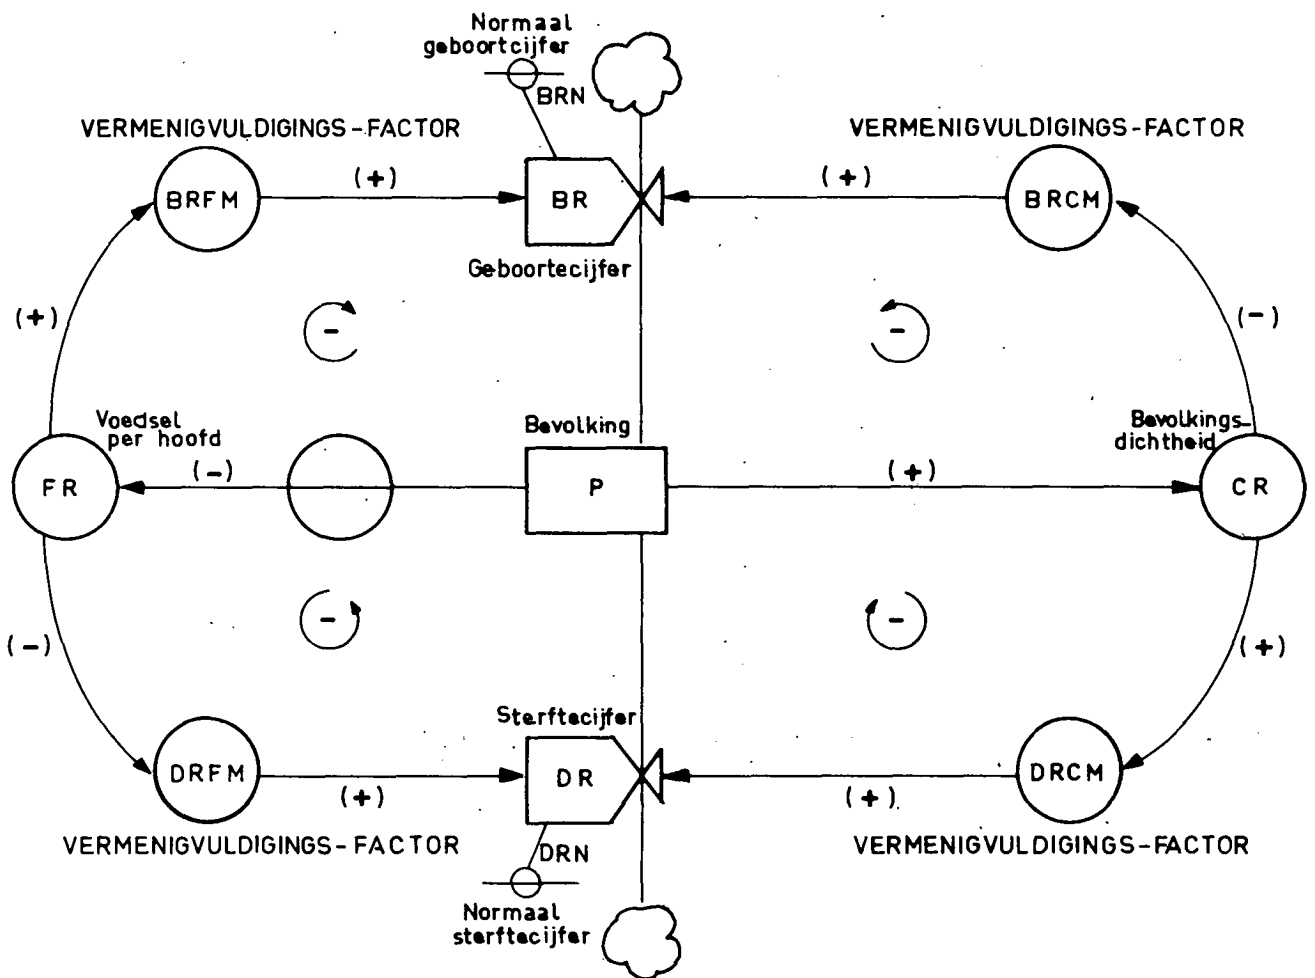 Normaal
geboortcijfer
BRN
VERMENIGVULDIGINGS-FACTOR
VERMENIGVULDIGINGS-FACTOR
BRFM
(+)
BR
(+)
BRCM
Geboortecijfer
(+)
-
-
(-)
Voedsel
per hoofd
Bevolking
Bevolkings-
dichtheid
FR
(-)
P
(+)
CR
-
-
(-)
(+)
Sterftecijfer
DRFM
(+)
DR
(+)
DRCM
VERMENIGVULDIGINGS-FACTOR
DRN
VERMENIGVULDIGINGS-FACTOR
Normaal
sterftecijfer